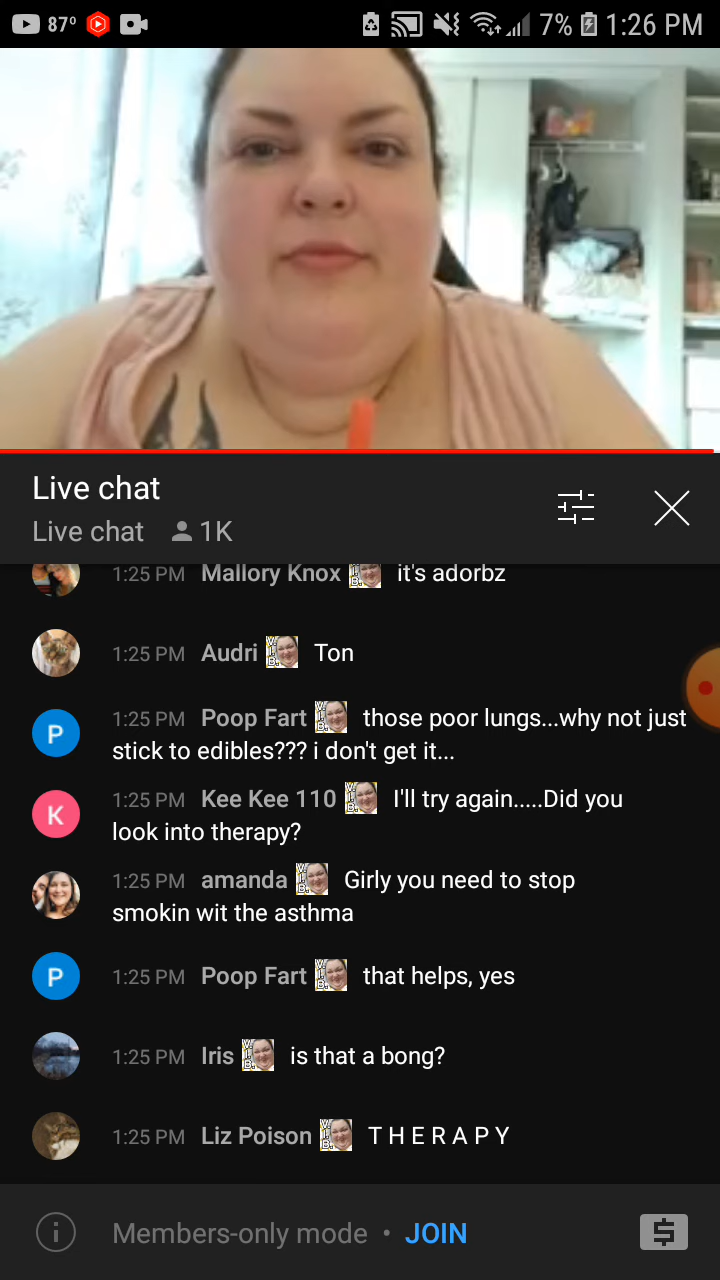 87° 7% 1:26 PM
Live chat
Live chat 1K
1:25 PM Mallory Knox it's adorbz
1:25 PM Audri Ton
P 1:25 PM Poop Fart those poor lungs...why not just
stick to edibles??? i don't get it...
K 1:25 PM Kee Kee 110 I'll try again.....Did you
look into therapy?
1:25 PM amanda Girly you need to stop
smokin wit the asthma
P 1:25 PM Poop Fart that helps, yes
1:25 PM Iris is that a bong?
1:25 PM Liz Poison T H E R A P Y
Members-only mode • JOIN